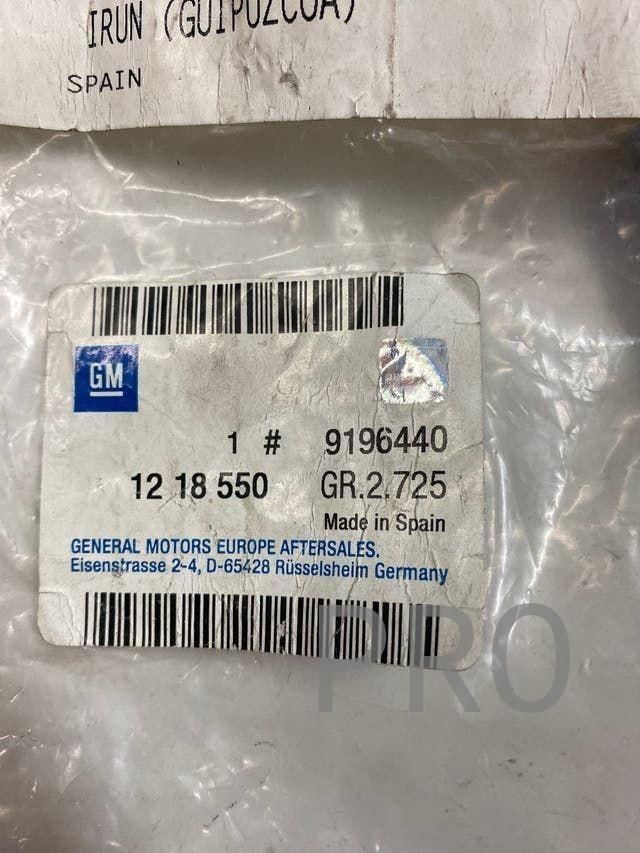 IRUN (GUIPUZCOA)
SPAIN
GM
1 # 9196440
12 18 550 GR.2.725
Made in Spain
GENERAL MOTORS EUROPE AFTERSALES.
Eisenstrasse 2-4, D-65428 Rüsselsheim Germany
PRO